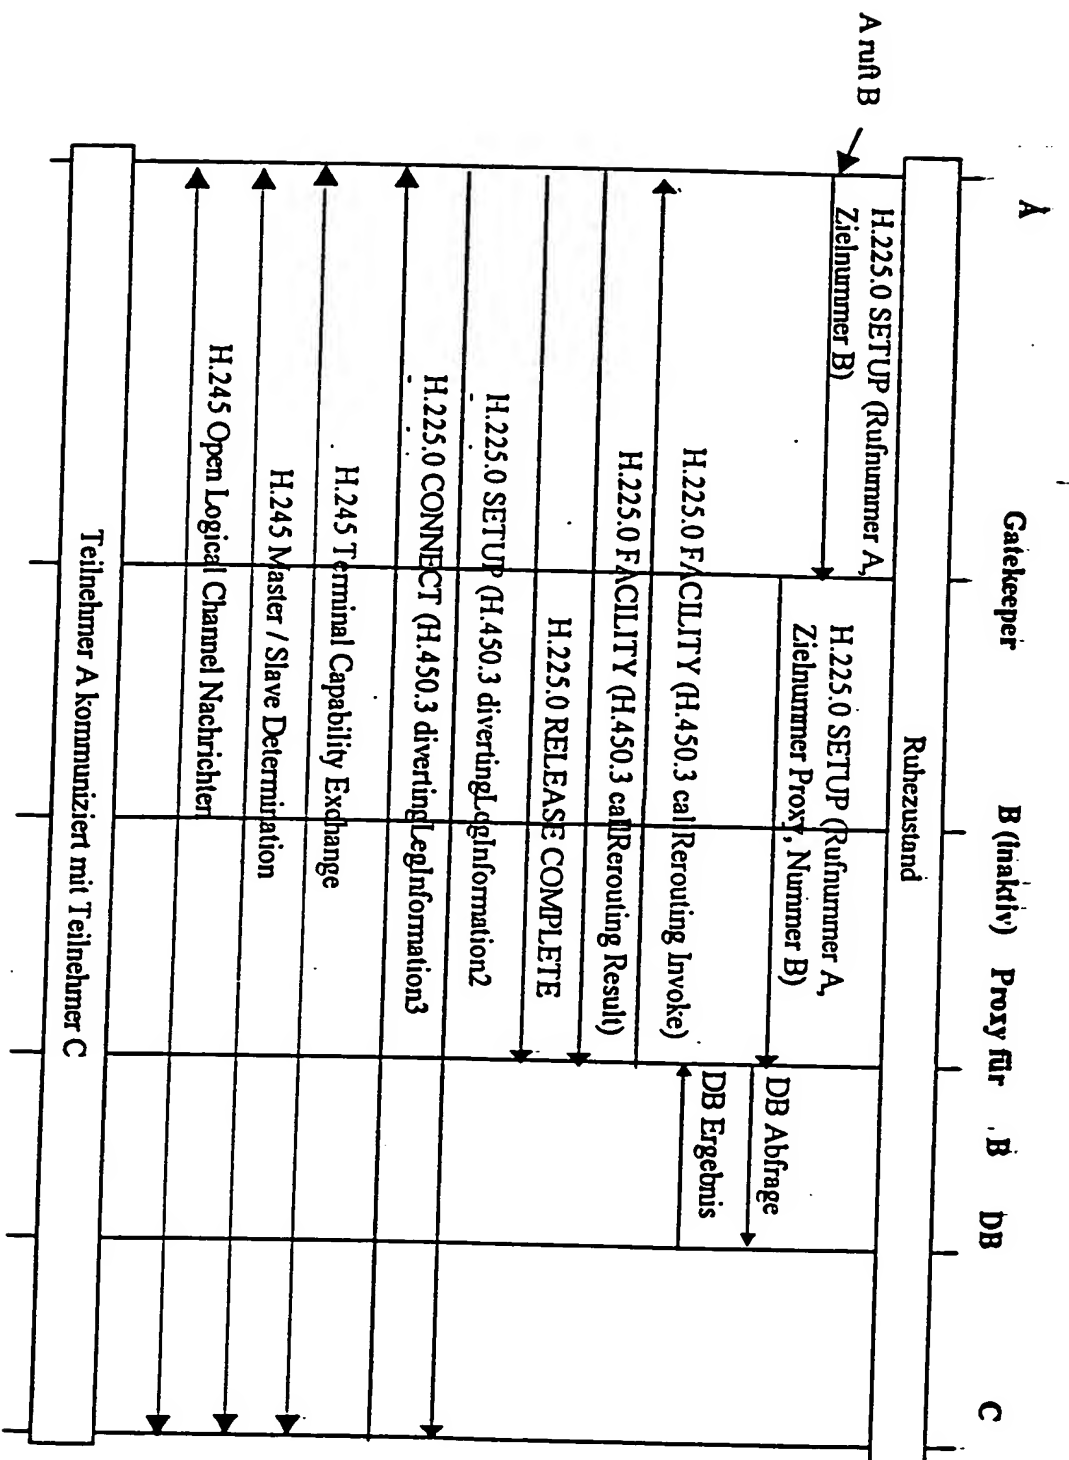 A
Gatekeeper
B (inaktiv)
Proxy für
B
DB
C
Ruhezustand
A ruft B
H.225.0 SETUP (Rufnummer A,
Zielnummer B)
H.225.0 SETUP (Rufnummer A,
Zielnummer Proxy, Nummer B)
DB Abfrage
DB Ergebnis
H.225.0 FACILITY (H.450.3 callRerouting Invoke)
H.225.0 FACILITY (H.450.3 callRerouting Result)
H.225.0 RELEASE COMPLETE
H.225.0 SETUP (H.450.3 divertingLegInformation2
H.225.0 CONNECT (H.450.3 divertingLegInformation3
H.245 Terminal Capability Exchange
H.245 Master / Slave Determination
H.245 Open Logical Channel Nachrichten
Teilnehmer A kommuniziert mit Teilnehmer C